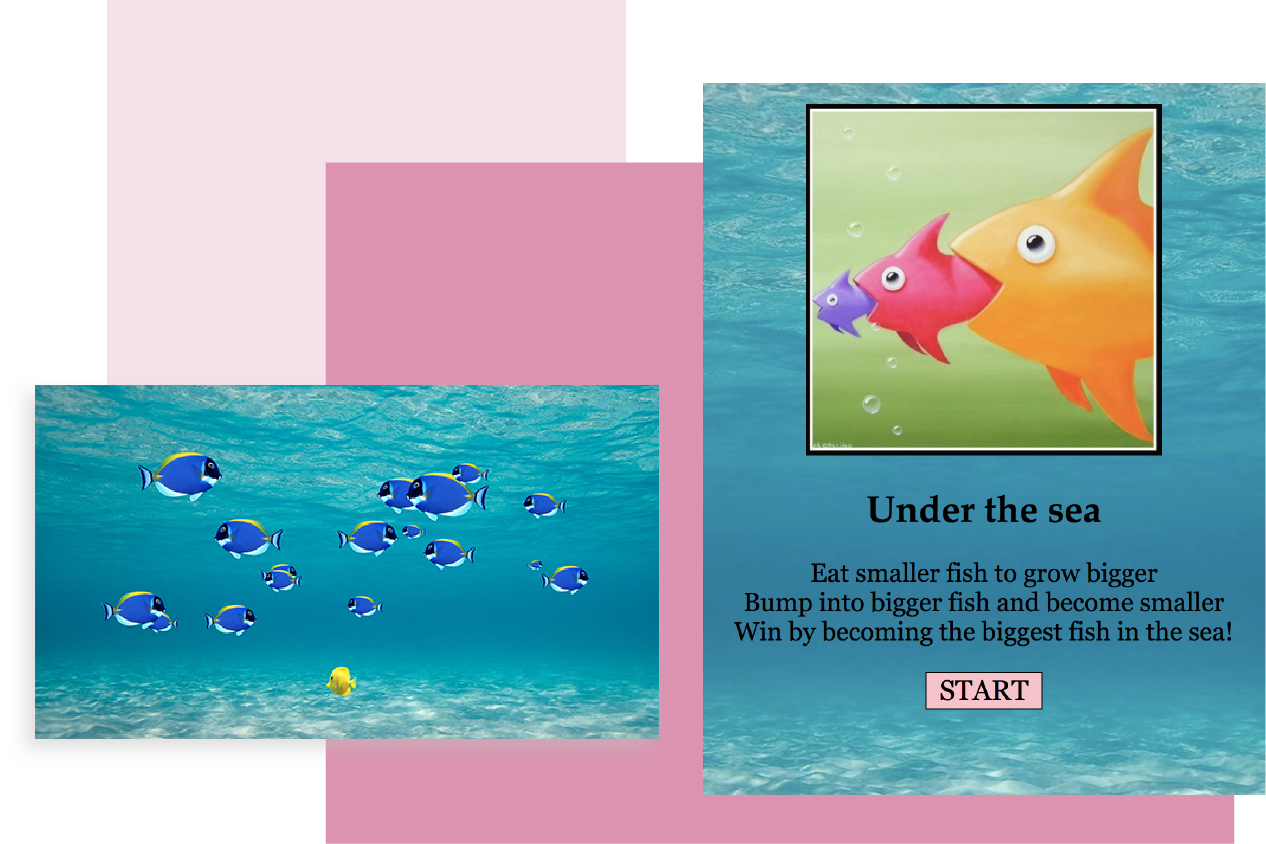 Under the sea
Eat smaller fish to grow bigger
Bump into bigger fish and become smaller
Win by becoming the biggest fish in the sea!
START